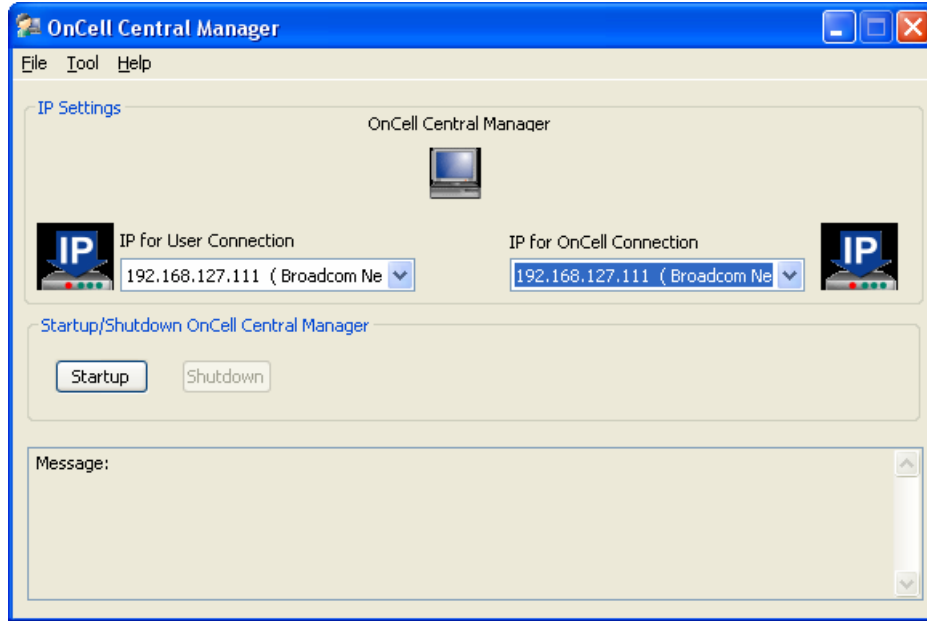 OnCell Central Manager
File Tool Help
IP Settings
OnCell Central Manager
IP IP for User Connection
192.168.127.111 ( Broadcom Ne
IP for OnCell Connection IP
192.168.127.111 ( Broadcom Ne
Startup/Shutdown OnCell Central Manager
Startup Shutdown
Message: